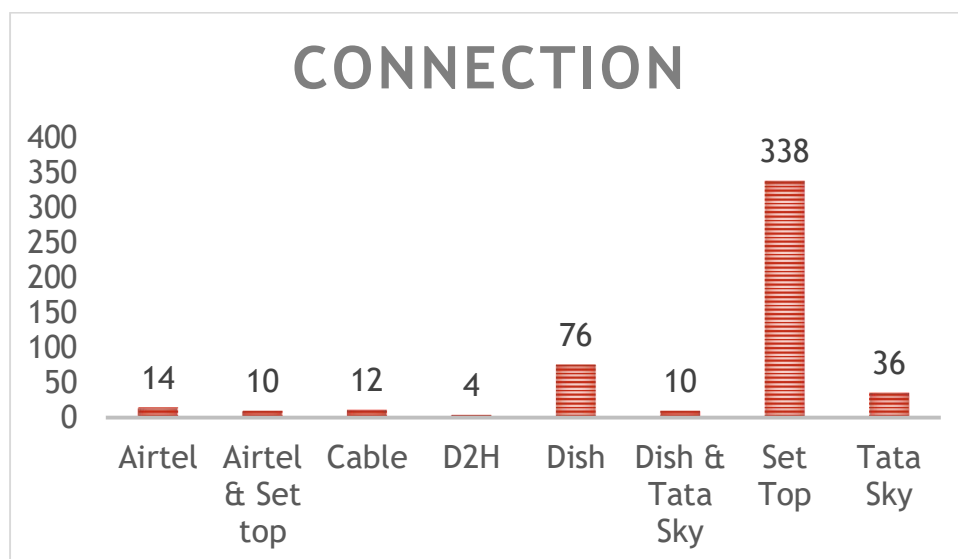 CONNECTION
400
350
300
250
200
150
100
50
0
14
10
12
4
76
10
338
36
Airtel
Airtel
& Set
top
Cable
D2H
Dish
Dish &
Tata
Sky
Set
Top
Tata
Sky